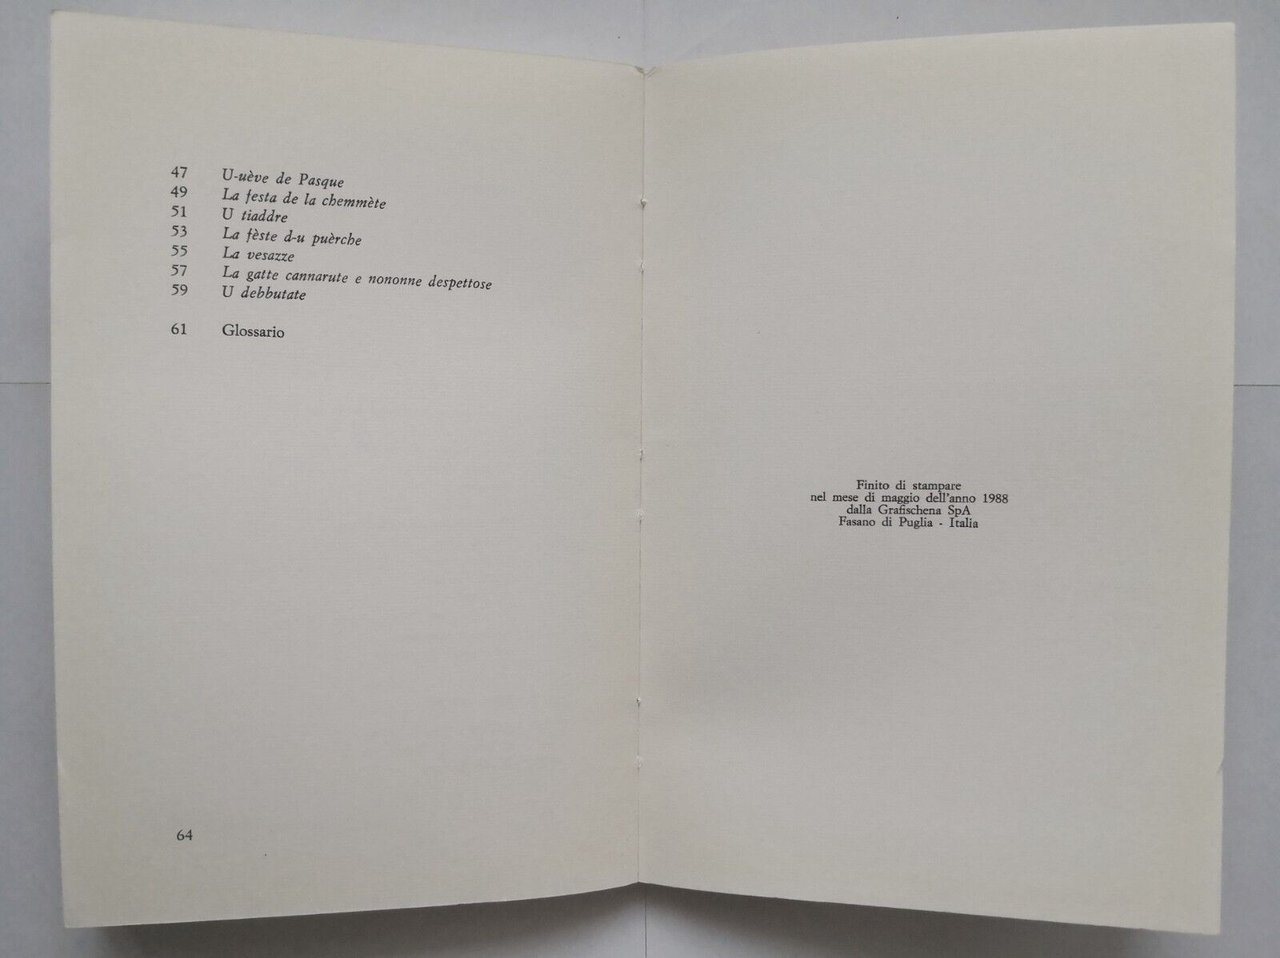 47 U-uève de Pasque
49 La festa de la chemmète
51 U tiaddre
53 La fèste d-u puèrche
55 La vesazze
57 La gatte cannarute e nononne despettose
59 U debbutate
61 Glossario
64
Finito di stampare
nel mese di maggio dell'anno 1988
dalla Grafischena SpA
Fasano di Puglia - Italia